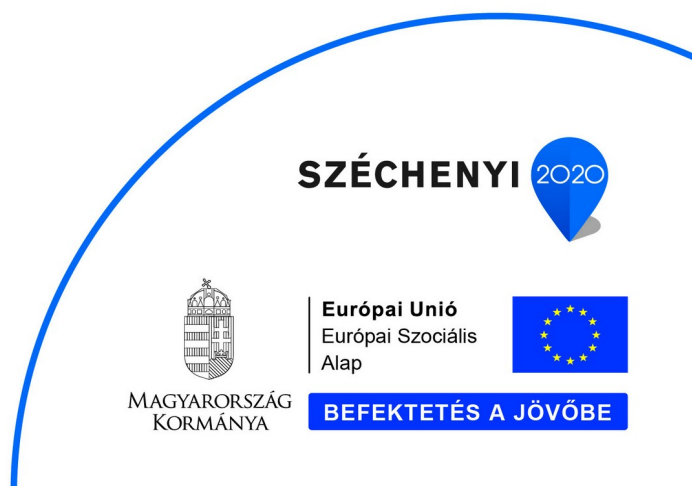 SZÉCHENYI 2020
Európai Unió
Európai Szociális
Alap
MAGYARORSZÁG
KORMÁNYA
BEFEKTETÉS A JÖVŐBE